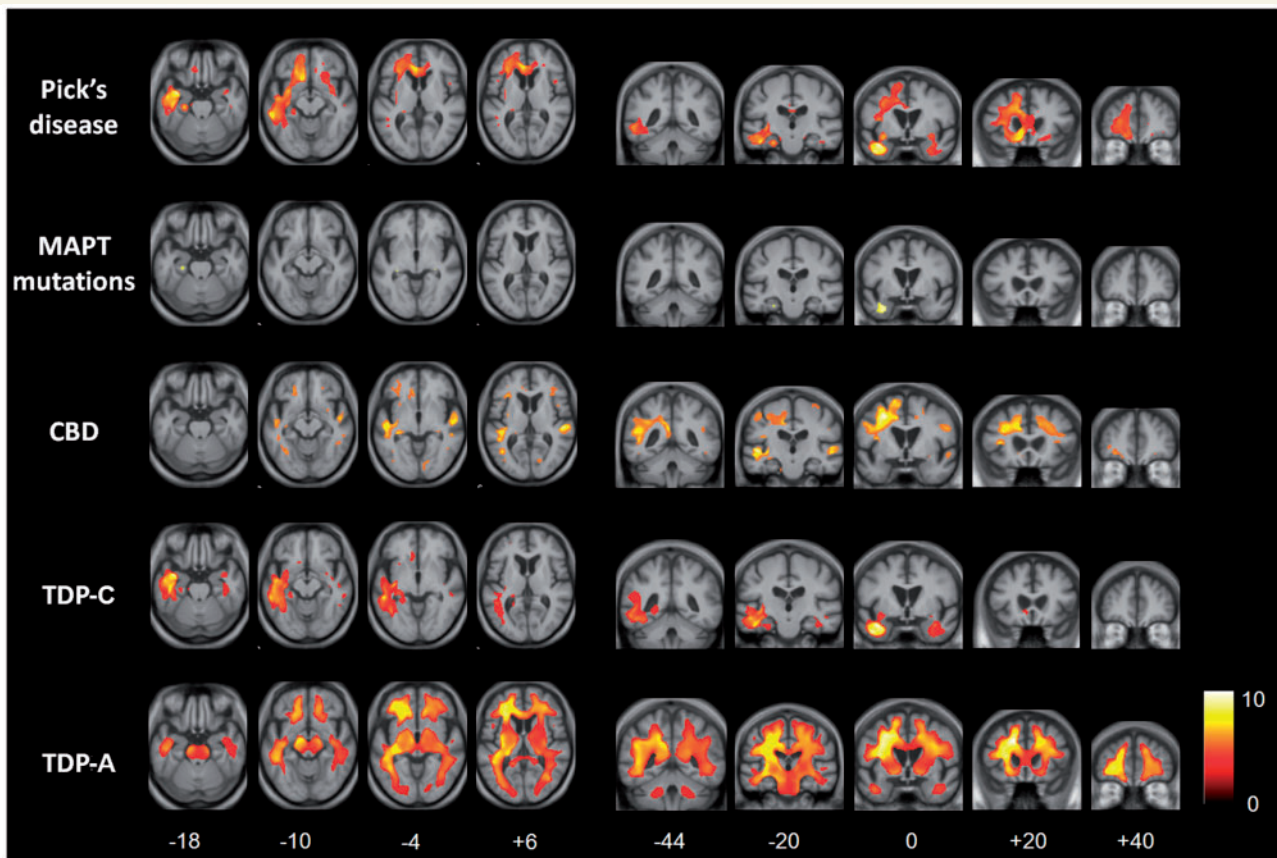 Pick's
disease
MAPT
mutations
CBD
TDP-C
TDP-A
10
0
-18 -10 -4 +6 -44 -20 0 +20 +40